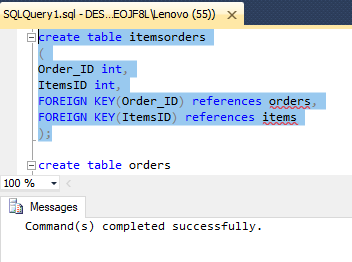 SQLQuery1.sql - DES...EOJF8L\Lenovo (55))*
create table itemsorders
(
Order_ID int,
ItemsID int,
FOREIGN KEY(Order_ID) references orders,
FOREIGN KEY(ItemsID) references items
);
create table orders
100 %
Messages
Command(s) completed successfully.